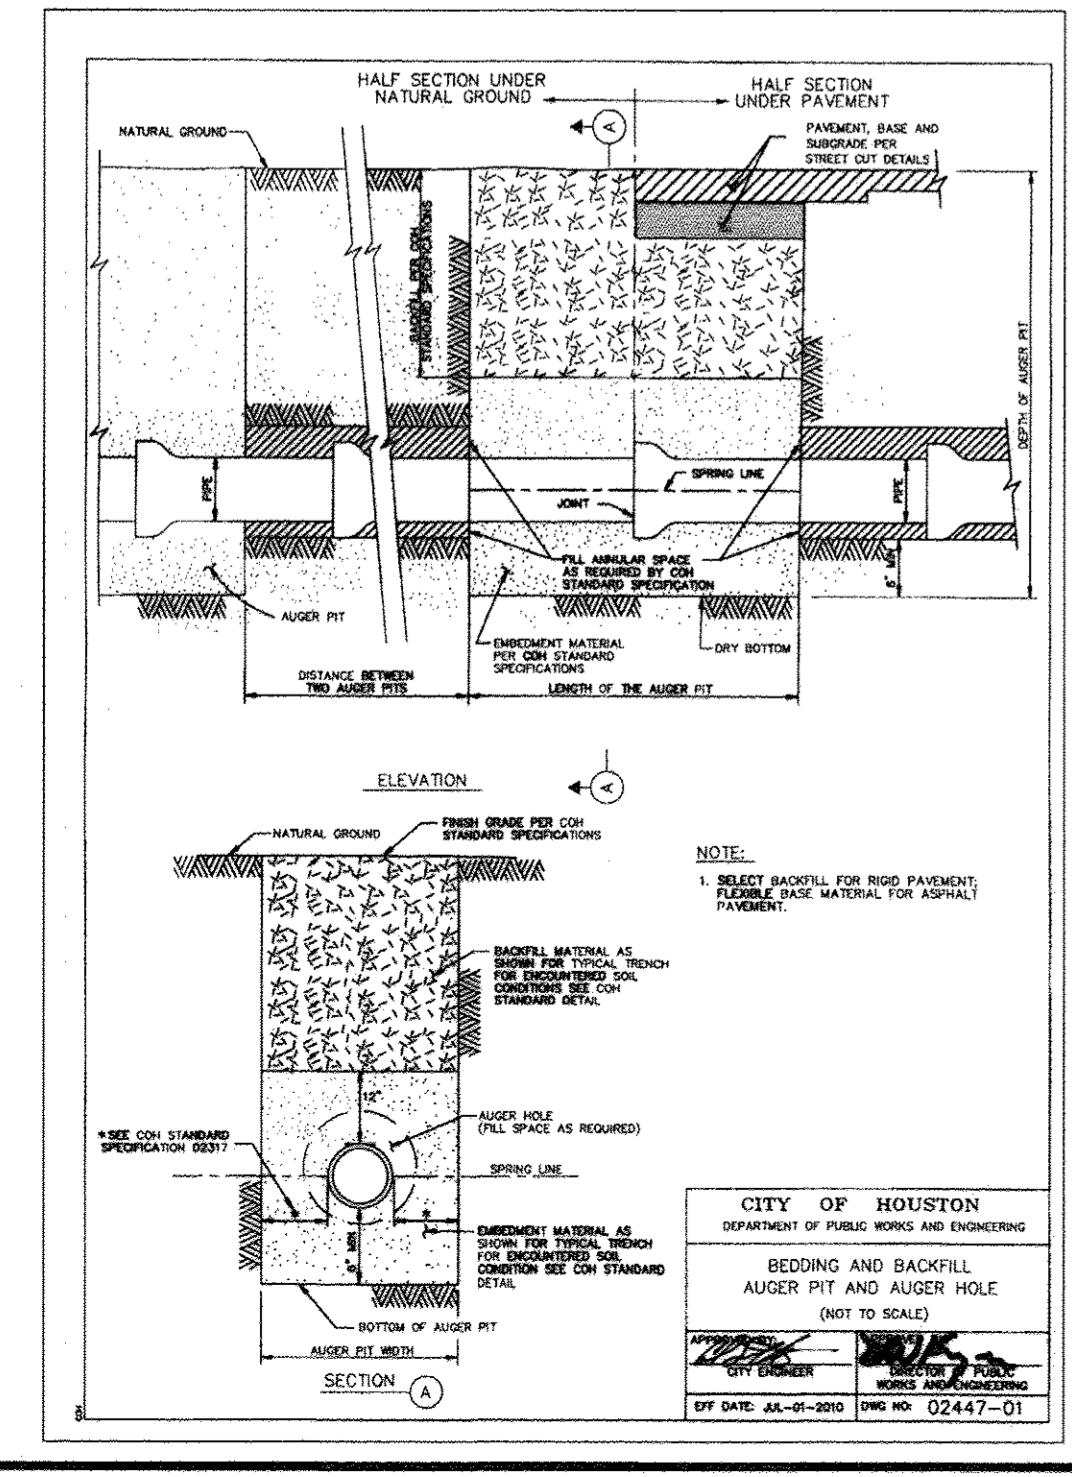 HALF SECTION UNDER
NATURAL GROUND
HALF SECTION
UNDER PAVEMENT
A
NATURAL GROUND
PAVEMENT, BASE AND
SUBGRADE PER
STREET CUT DETAILS
BACKFILL PER COH
STANDARD SPECIFICATIONS
DEPTH OF AUGER PIT
PIPE
SPRING LINE
JOINT
PIPE
FILL ANNULAR SPACE
AS REQUIRED BY COH
STANDARD SPECIFICATION
6" MIN
AUGER PIT
EMBEDMENT MATERIAL
PER COH STANDARD
SPECIFICATIONS
DRY BOTTOM
DISTANCE BETWEEN
TWO AUGER PITS
LENGTH OF THE AUGER PIT
ELEVATION
A
NATURAL GROUND
FINISH GRADE PER COH
STANDARD SPECIFICATIONS
NOTE:
1. SELECT BACKFILL FOR RIGID PAVEMENT;
FLEXIBLE BASE MATERIAL FOR ASPHALT
PAVEMENT.
BACKFILL MATERIAL AS
SHOWN FOR TYPICAL TRENCH
FOR ENCOUNTERED SOIL
CONDITIONS SEE COH
STANDARD DETAIL
12"
AUGER HOLE
(FILL SPACE AS REQUIRED)
*SEE COH STANDARD
SPECIFICATION 02317
SPRING LINE
*
*
6" MIN
EMBEDMENT MATERIAL AS
SHOWN FOR TYPICAL TRENCH
FOR ENCOUNTERED SOIL
CONDITION SEE COH STANDARD
DETAIL
BOTTOM OF AUGER PIT
AUGER PIT WIDTH
SECTION A
CITY OF HOUSTON
DEPARTMENT OF PUBLIC WORKS AND ENGINEERING
BEDDING AND BACKFILL
AUGER PIT AND AUGER HOLE
(NOT TO SCALE)
APPROVED BY:
CITY ENGINEER
APPROVED
DIRECTOR OF PUBLIC
WORKS AND ENGINEERING
EFF DATE: JUL-01-2010
DWG NO: 02447-01
COH